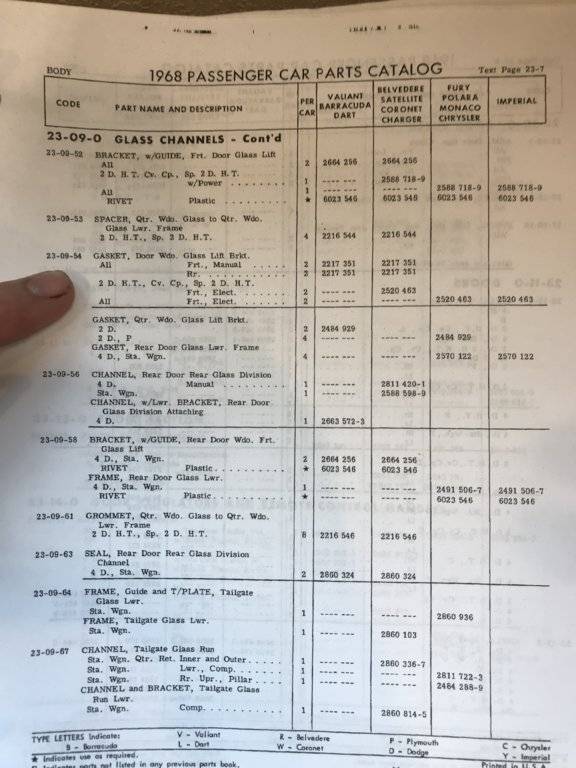 BODY 1968 PASSENGER CAR PARTS CATALOG Text Page 23-7
CODE PART NAME AND DESCRIPTION PER CAR VALIANT BARRACUDA DART BELVEDERE SATELLITE CORONET CHARGER FURY POLARA MONACO CHRYSLER IMPERIAL
23-09-0 GLASS CHANNELS - Cont'd
23-09-52 BRACKET, w/GUIDE, Frt. Door Glass Lift
All 2 2664 256 2664 256
2 D. H. T. Cv. Cp., Sp. 2 D. H. T.
w/Power ........ 1 ---- --- 2588 718-9
All 1 ---- --- ---- --- 2588 718-9 2588 718-9
RIVET Plastic ........ ★ 6023 546 6023 546 6023 546 6023 546
23-09-53 SPACER, Qtr. Wdo. Glass to Qtr. Wdo.
Glass Lwr. Frame
2 D. H. T., Sp. 2 D. H. T. 4 2216 544 2216 544
23-09-54 GASKET, Door Wdo. Glass Lift Brkt.
All Frt., Manual ..... 2 2217 351 2217 351
Rr. ..... 2 2217 351 2217 351
2 D. H. T., Cv. Cp., Sp. 2 D. H. T.
Frt., Elect. ..... 2 ---- --- 2520 463
All Frt., Elect. ..... 2 ---- --- ---- --- 2520 463 2520 463
GASKET, Qtr. Wdo. Glass Lift Brkt.
2 D. 2 2484 929
2 D., P 4 ---- --- ---- --- 2484 929
GASKET, Rear Door Glass Lwr. Frame
4 D., Sta. Wgn. 4 ---- --- ---- --- 2570 122 2570 122
23-09-56 CHANNEL, Rear Door Rear Glass Division
4 D. Manual ......... 1 ---- --- 2811 420-1
Sta. Wgn. 1 ---- --- 2588 598-9
CHANNEL, w/Lwr. BRACKET, Rear Door
Glass Division Attaching
4 D. 1 2663 572-3
23-09-58 BRACKET, w/GUIDE, Rear Door Wdo. Frt.
Glass Lift
4 D., Sta. Wgn. 2 2664 256 2664 256
RIVET Plastic .......... ★ 6023 546 6023 546
FRAME, Rear Door Glass Lwr.
4 D., Sta. Wgn. 1 ---- --- ---- --- 2491 506-7 2491 506-7
RIVET Plastic .......... ★ ---- --- ---- --- 6023 546 6023 546
23-09-61 GROMMET, Qtr. Wdo. Glass to Qtr. Wdo.
Lwr. Frame
2 D. H. T., Sp. 2 D. H. T. 8 2216 546 2216 546
23-09-63 SEAL, Rear Door Rear Glass Division
Channel
4 D., Sta. Wgn. 2 2860 324 2860 324
23-09-64 FRAME, Guide and T/PLATE, Tailgate
Glass Lwr.
Sta. Wgn. 1 ---- --- ---- --- 2860 936
FRAME, Tailgate Glass Lwr.
Sta. Wgn. 1 ---- --- 2860 103
23-09-67 CHANNEL, Tailgate Glass Run
Sta. Wgn. Qtr. Ret. Inner and Outer ..... 1 ---- --- 2860 336-7
Sta. Wgn. Lwr., Comp. ..... 1 ---- --- ---- --- 2811 722-3
Sta. Wgn. Rr. Upr., Pillar .... 1 ---- --- ---- --- 2484 288-9
CHANNEL and BRACKET, Tailgate Glass
Run Lwr.
Sta. Wgn. Comp. .......... 1 ---- --- 2860 814-5
TYPE LETTERS Indicate: V - Valiant R - Belvedere P - Plymouth C - Chrysler
B - Barracuda L - Dart W - Coronet D - Dodge Y - Imperial
★ Indicates use as required. Printed in U.S.A.
Indicates parts not listed in any previous parts book.